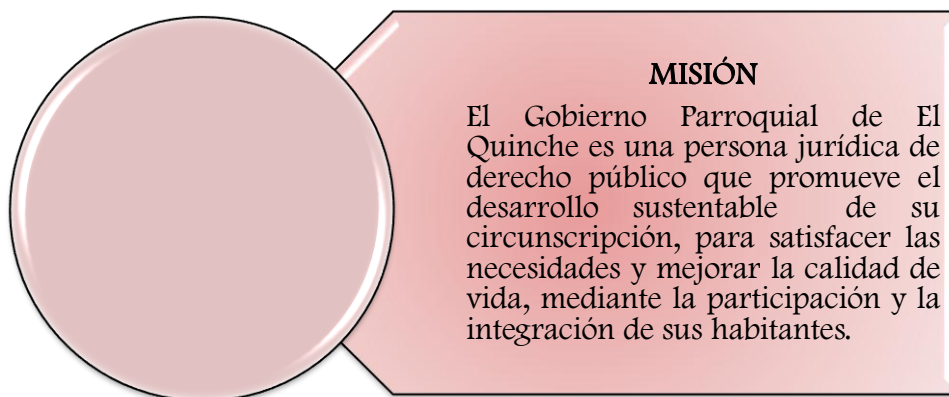 MISIÓN
El Gobierno Parroquial de El
Quinche es una persona jurídica de
derecho público que promueve el
desarrollo sustentable de su
circunscripción, para satisfacer las
necesidades y mejorar la calidad de
vida, mediante la participación y la
integración de sus habitantes.